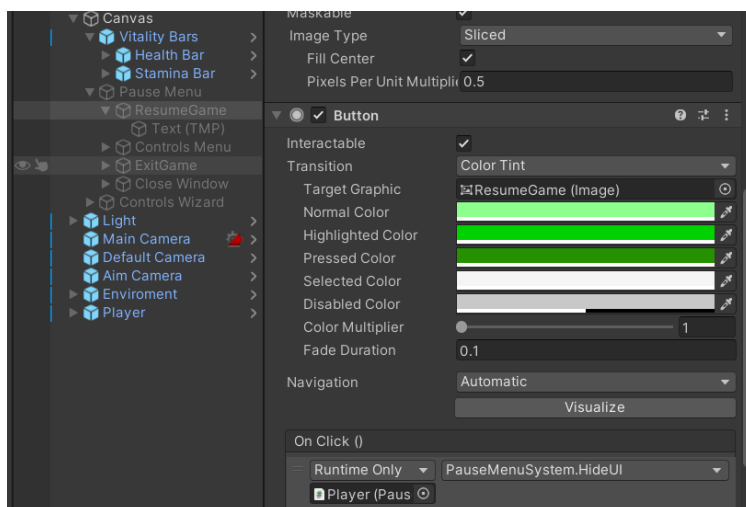 Canvas
Vitality Bars
Health Bar
Stamina Bar
Pause Menu
ResumeGame
Text (TMP)
Controls Menu
ExitGame
Close Window
Controls Wizard
Light
Main Camera
Default Camera
Aim Camera
Enviroment
Player
Maskable
Image Type Sliced
Fill Center
Pixels Per Unit Multipli 0.5
Button
Interactable
Transition Color Tint
Target Graphic ResumeGame (Image)
Normal Color
Highlighted Color
Pressed Color
Selected Color
Disabled Color
Color Multiplier 1
Fade Duration 0.1
Navigation Automatic
Visualize
On Click ()
Runtime Only PauseMenuSystem.HideUI
Player (Paus